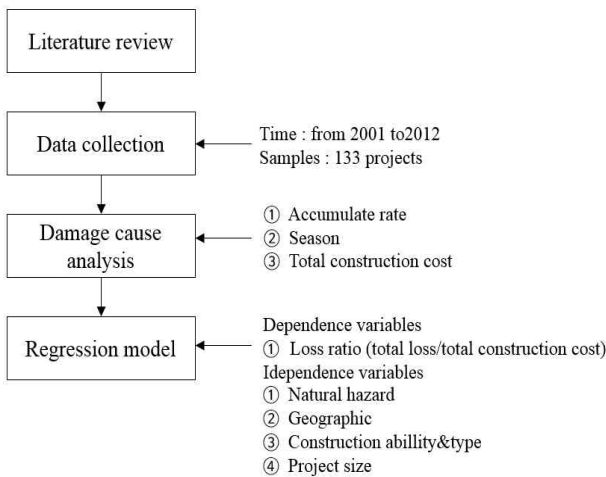 Literature review
Data collection
Time : from 2001 to2012
Samples : 133 projects
Damage cause
analysis
① Accumulate rate
② Season
③ Total construction cost
Regression model
Dependence variables
① Loss ratio (total loss/total construction cost)
Idependence variables
① Natural hazard
② Geographic
③ Construction abillity&type
④ Project size